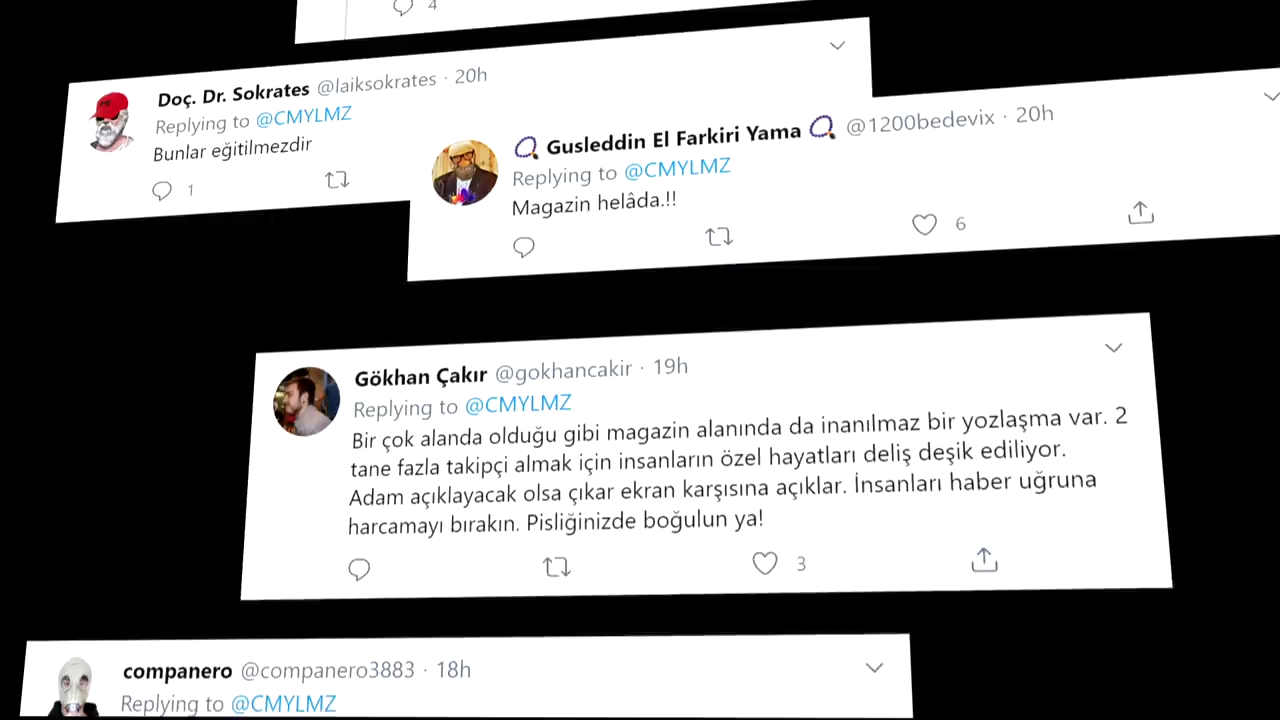 4
Doç. Dr. Sokrates @laiksokrates · 20h
Replying to @CMYLMZ
Bunlar eğitilmezdir
1
Gusleddin El Farkiri Yama @1200bedevix · 20h
Replying to @CMYLMZ
Magazin helâda.!!
6
Gökhan Çakır @gokhancakir · 19h
Replying to @CMYLMZ
Bir çok alanda olduğu gibi magazin alanında da inanılmaz bir yozlaşma var. 2
tane fazla takipçi almak için insanların özel hayatları deliş deşik ediliyor.
Adam açıklayacak olsa çıkar ekran karşısına açıklar. İnsanları haber uğruna
harcamayı bırakın. Pisliğinizde boğulun ya!
3
companero @companero3883 · 18h
Replying to @CMYLMZ